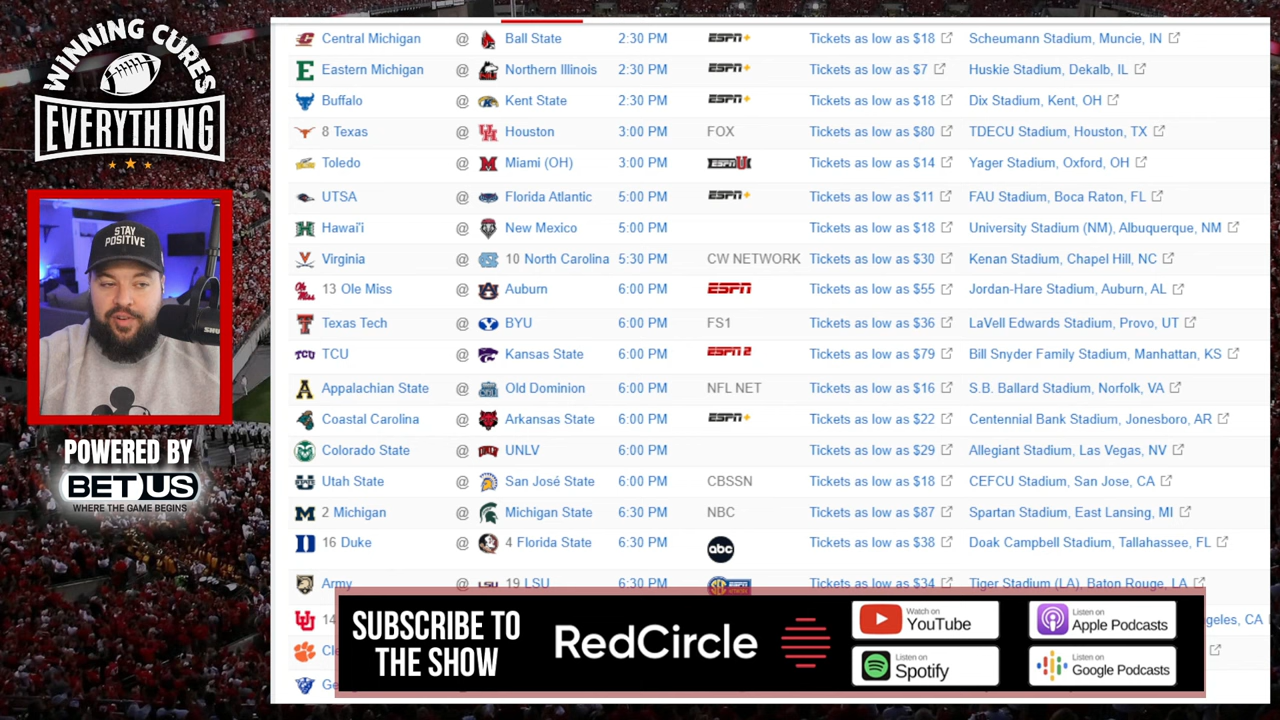 WINNING CURES
EVERYTHING
STAY
POSITIVE
SHU
POWERED BY
BETUS
WHERE THE GAME BEGINS
Central Michigan @ Ball State 2:30 PM ESPN+ Tickets as low as $18 Scheumann Stadium, Muncie, IN
Eastern Michigan @ Northern Illinois 2:30 PM ESPN+ Tickets as low as $7 Huskie Stadium, Dekalb, IL
Buffalo @ Kent State 2:30 PM ESPN+ Tickets as low as $18 Dix Stadium, Kent, OH
8 Texas @ Houston 3:00 PM FOX Tickets as low as $80 TDECU Stadium, Houston, TX
Toledo @ Miami (OH) 3:00 PM ESPNU Tickets as low as $14 Yager Stadium, Oxford, OH
UTSA @ Florida Atlantic 5:00 PM ESPN+ Tickets as low as $11 FAU Stadium, Boca Raton, FL
Hawai'i @ New Mexico 5:00 PM Tickets as low as $18 University Stadium (NM), Albuquerque, NM
Virginia @ 10 North Carolina 5:30 PM CW NETWORK Tickets as low as $30 Kenan Stadium, Chapel Hill, NC
13 Ole Miss @ Auburn 6:00 PM ESPN Tickets as low as $55 Jordan-Hare Stadium, Auburn, AL
Texas Tech @ BYU 6:00 PM FS1 Tickets as low as $36 LaVell Edwards Stadium, Provo, UT
TCU TCU @ Kansas State 6:00 PM ESPN 2 Tickets as low as $79 Bill Snyder Family Stadium, Manhattan, KS
Appalachian State @ Old Dominion 6:00 PM NFL NET Tickets as low as $16 S.B. Ballard Stadium, Norfolk, VA
Coastal Carolina @ Arkansas State 6:00 PM ESPN+ Tickets as low as $22 Centennial Bank Stadium, Jonesboro, AR
Colorado State @ UNLV 6:00 PM Tickets as low as $29 Allegiant Stadium, Las Vegas, NV
Utah State @ San José State 6:00 PM CBSSN Tickets as low as $18 CEFCU Stadium, San Jose, CA
2 Michigan @ Michigan State 6:30 PM NBC Tickets as low as $87 Spartan Stadium, East Lansing, MI
16 Duke @ 4 Florida State 6:30 PM abc Tickets as low as $38 Doak Campbell Stadium, Tallahassee, FL
Army @ LSU 19 LSU 6:30 PM Tickets as low as $34 Tiger Stadium (LA), Baton Rouge, LA
14 geles, CA
Cle
Ge
SUBSCRIBE TO
THE SHOW
RedCircle
Watch on
YouTube
Listen on
Apple Podcasts
Listen on
Spotify
Listen on
Google Podcasts